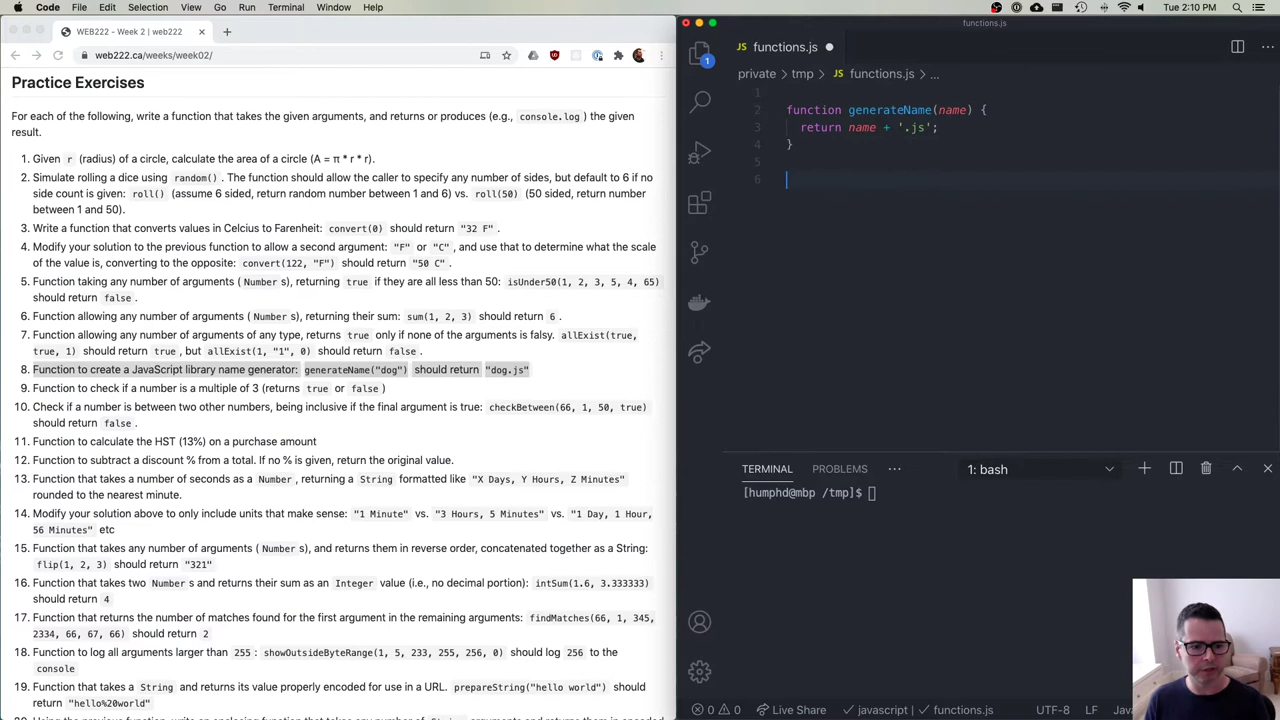 Code File Edit Selection View Go Run Terminal Window Help
Tue 2:10 PM
WEB222 - Week 2 | web222
web222.ca/weeks/week02/
Practice Exercises
For each of the following, write a function that takes the given arguments, and returns or produces (e.g., console.log) the given
result.
1. Given r (radius) of a circle, calculate the area of a circle (A = π * r * r).
2. Simulate rolling a dice using random() . The function should allow the caller to specify any number of sides, but default to 6 if no
side count is given: roll() (assume 6 sided, return random number between 1 and 6) vs. roll(50) (50 sided, return number
between 1 and 50).
3. Write a function that converts values in Celcius to Farenheit: convert(0) should return "32 F" .
4. Modify your solution to the previous function to allow a second argument: "F" or "C" , and use that to determine what the scale
of the value is, converting to the opposite: convert(122, "F") should return "50 C" .
5. Function taking any number of arguments ( Number s), returning true if they are all less than 50: isUnder50(1, 2, 3, 5, 4, 65)
should return false .
6. Function allowing any number of arguments ( Number s), returning their sum: sum(1, 2, 3) should return 6 .
7. Function allowing any number of arguments of any type, returns true only if none of the arguments is falsy. allExist(true,
true, 1) should return true , but allExist(1, "1", 0) should return false .
8. Function to create a JavaScript library name generator: generateName("dog") should return "dog.js"
9. Function to check if a number is a multiple of 3 (returns true or false )
10. Check if a number is between two other numbers, being inclusive if the final argument is true: checkBetween(66, 1, 50, true)
should return false .
11. Function to calculate the HST (13%) on a purchase amount
12. Function to subtract a discount % from a total. If no % is given, return the original value.
13. Function that takes a number of seconds as a Number , returning a String formatted like "X Days, Y Hours, Z Minutes"
rounded to the nearest minute.
14. Modify your solution above to only include units that make sense: "1 Minute" vs. "3 Hours, 5 Minutes" vs. "1 Day, 1 Hour,
56 Minutes" etc
15. Function that takes any number of arguments ( Number s), and returns them in reverse order, concatenated together as a String:
flip(1, 2, 3) should return "321"
16. Function that takes two Number s and returns their sum as an Integer value (i.e., no decimal portion): intSum(1.6, 3.333333)
should return 4
17. Function that returns the number of matches found for the first argument in the remaining arguments: findMatches(66, 1, 345,
2334, 66, 67, 66) should return 2
18. Function to log all arguments larger than 255 : showOutsideByteRange(1, 5, 233, 255, 256, 0) should log 256 to the
console
19. Function that takes a String and returns its value properly encoded for use in a URL. prepareString("hello world") should
return "hello%20world"
functions.js
JS functions.js
private > tmp > JS functions.js > ...
1
2 function generateName(name) {
3 return name + '.js';
4 }
5
6
1
TERMINAL PROBLEMS ... 1: bash
[humphd@mbp /tmp]$
0 0 Live Share javascript | functions.js UTF-8 LF JavaScript